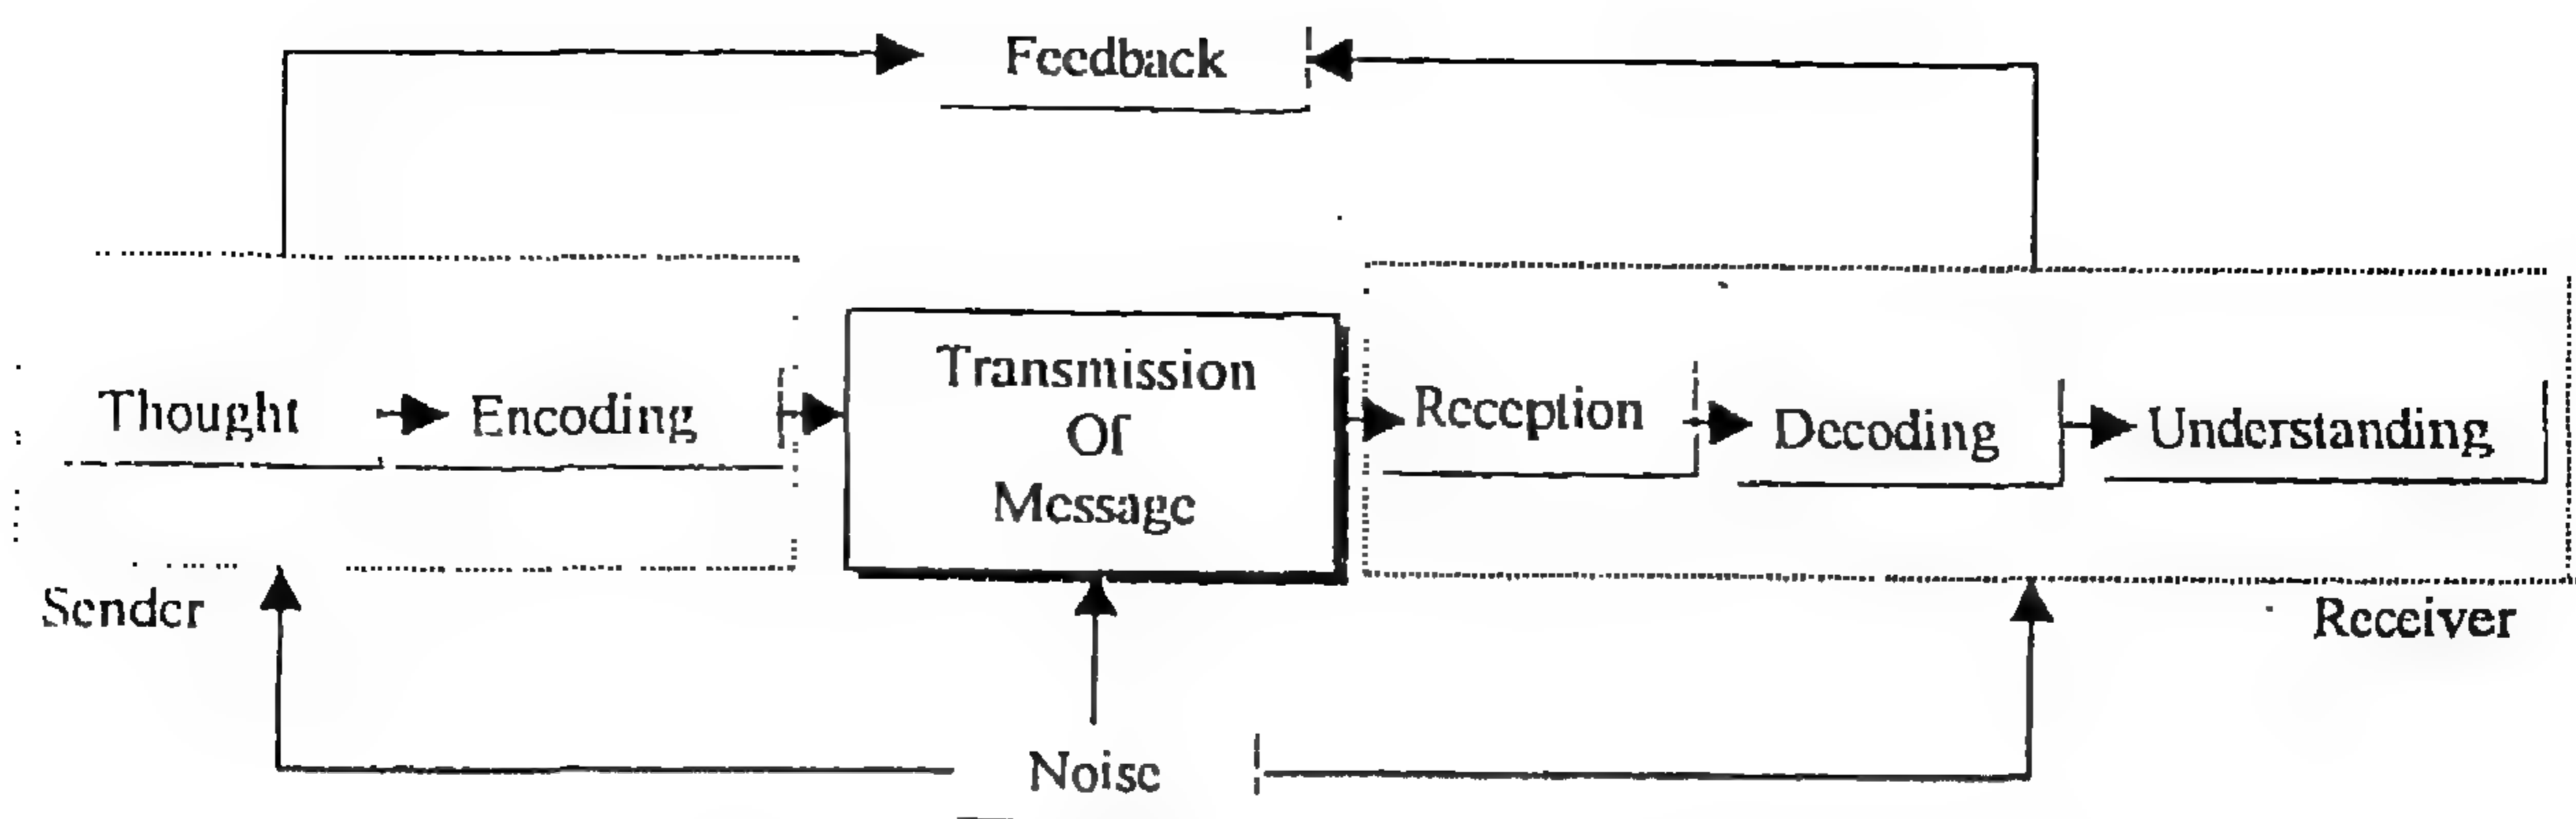 Feedback
Thought
Encoding
Transmission
Of
Message
Reception
Decoding
Understanding
Sender
Receiver
Noise